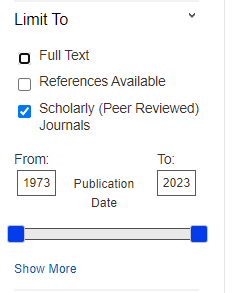 Limit To
Full Text
References Available
Scholarly (Peer Reviewed)
Journals
From:
To:
1973
Publication
Date
2023
Show More